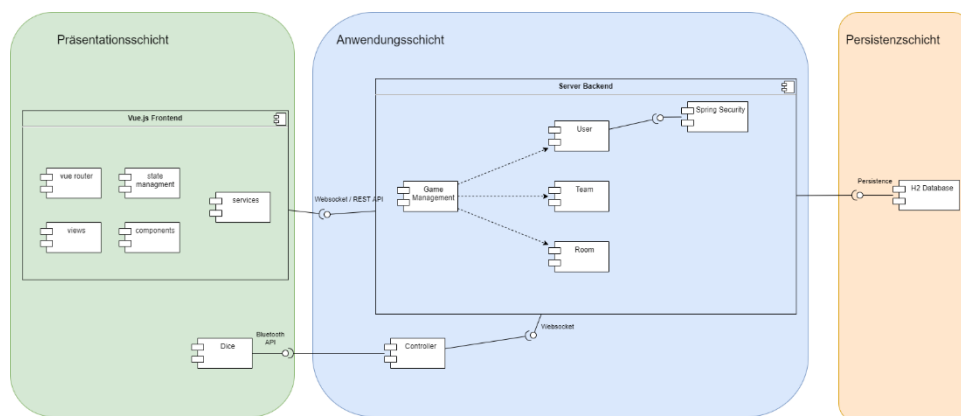 Präsentationsschicht
Anwendungsschicht
Persistenzschicht
Vue.js Frontend
vue router
state
managment
services
views
components
Websocket / REST API
Server Backend
User
Spring Security
Game
Management
Team
Room
Persistence
H2 Database
Dice
Bluetooth
API
Controller
Websocket